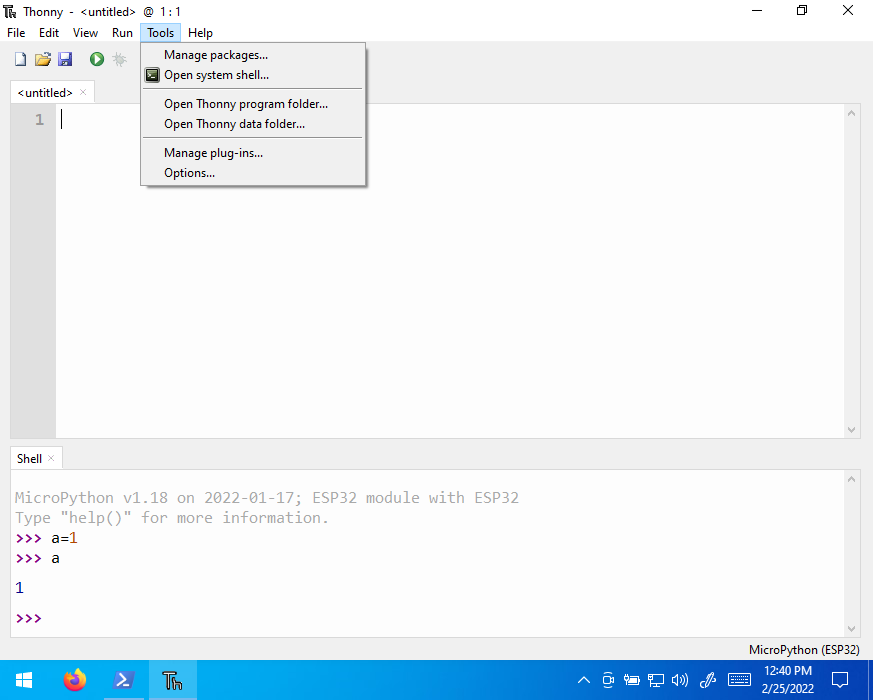 Th Thonny - <untitled> @ 1:1
File Edit View Run Tools Help
Manage packages...
Open system shell...
Open Thonny program folder...
Open Thonny data folder...
Manage plug-ins...
Options...
<untitled> ×
1
Shell ×
MicroPython v1.18 on 2022-01-17; ESP32 module with ESP32
Type "help()" for more information.
>>> a=1
>>> a
1
>>>
MicroPython (ESP32)
Th
12:40 PM
2/25/2022